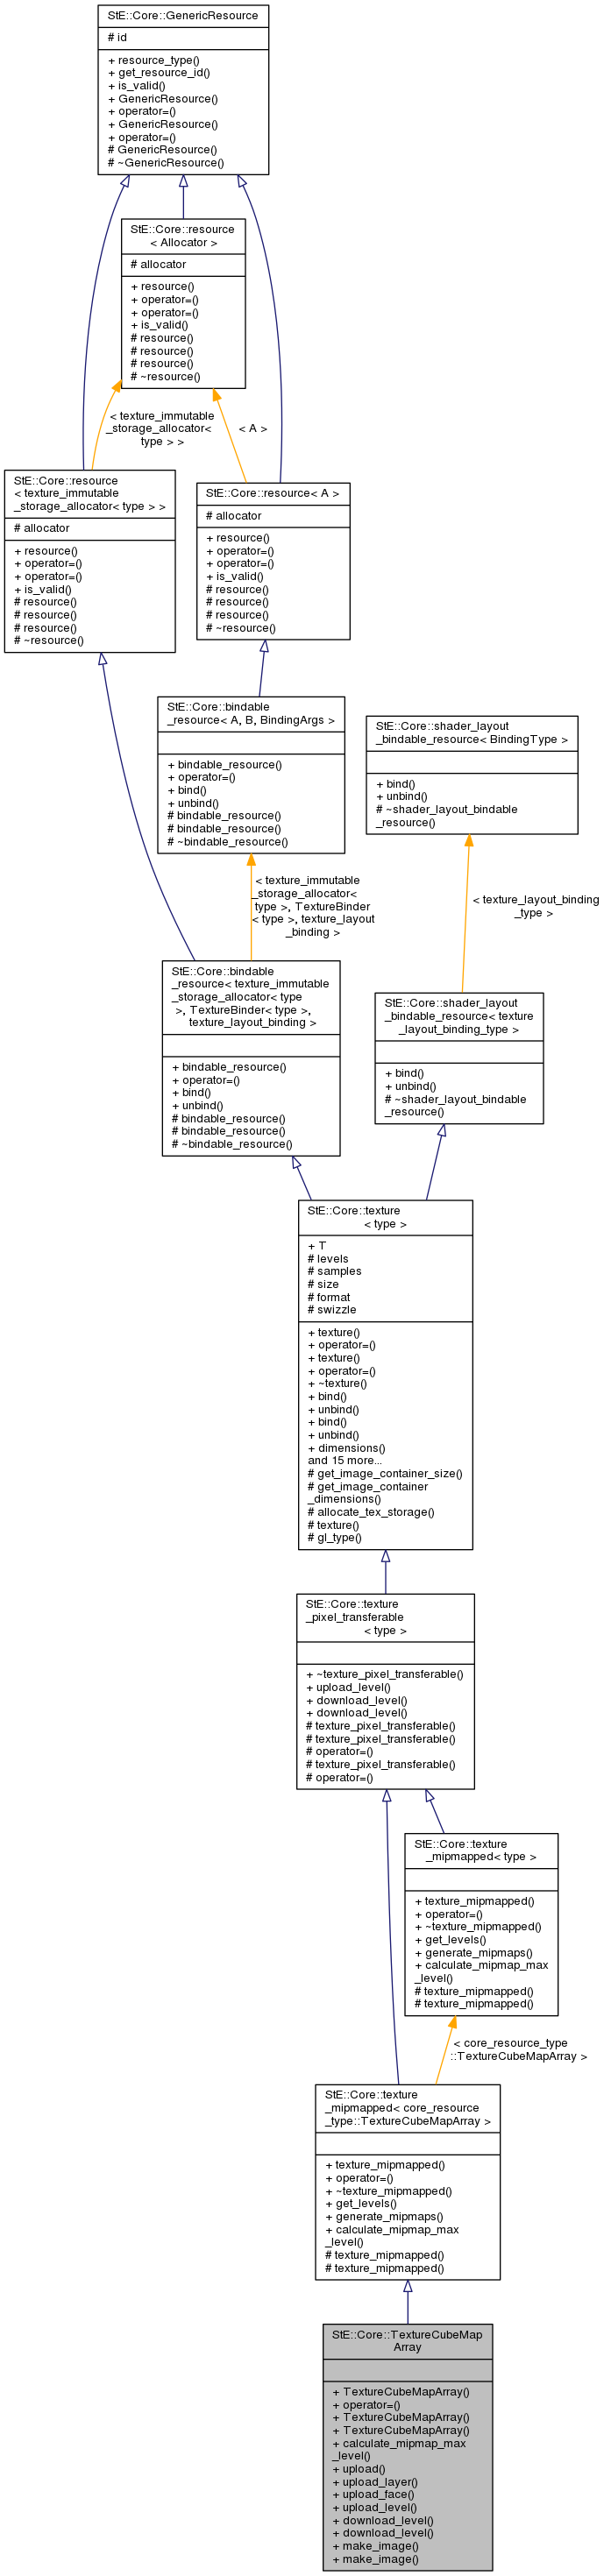 StE::Core::GenericResource
# id
+ resource_type()
+ get_resource_id()
+ is_valid()
+ GenericResource()
+ operator=()
+ GenericResource()
+ operator=()
# GenericResource()
# ~GenericResource()
StE::Core::resource
< Allocator >
# allocator
+ resource()
+ operator=()
+ operator=()
+ is_valid()
# resource()
# resource()
# resource()
# ~resource()
< texture_immutable
_storage_allocator<
type > >
< A >
StE::Core::resource
< texture_immutable
_storage_allocator< type > >
# allocator
+ resource()
+ operator=()
+ operator=()
+ is_valid()
# resource()
# resource()
# resource()
# ~resource()
StE::Core::resource< A >
# allocator
+ resource()
+ operator=()
+ operator=()
+ is_valid()
# resource()
# resource()
# resource()
# ~resource()
StE::Core::bindable
_resource< A, B, BindingArgs >
+ bindable_resource()
+ operator=()
+ bind()
+ unbind()
# bindable_resource()
# bindable_resource()
# ~bindable_resource()
StE::Core::shader_layout
_bindable_resource< BindingType >
+ bind()
+ unbind()
# ~shader_layout_bindable
_resource()
< texture_immutable
_storage_allocator<
type >, TextureBinder
< type >, texture_layout
_binding >
< texture_layout_binding
_type >
StE::Core::bindable
_resource< texture_immutable
_storage_allocator< type
>, TextureBinder< type >,
texture_layout_binding >
+ bindable_resource()
+ operator=()
+ bind()
+ unbind()
# bindable_resource()
# bindable_resource()
# ~bindable_resource()
StE::Core::shader_layout
_bindable_resource< texture
_layout_binding_type >
+ bind()
+ unbind()
# ~shader_layout_bindable
_resource()
StE::Core::texture
< type >
+ T
# levels
# samples
# size
# format
# swizzle
+ texture()
+ operator=()
+ texture()
+ operator=()
+ ~texture()
+ bind()
+ unbind()
+ bind()
+ unbind()
+ dimensions()
and 15 more...
# get_image_container_size()
# get_image_container
_dimensions()
# allocate_tex_storage()
# texture()
# gl_type()
StE::Core::texture
_pixel_transferable
< type >
+ ~texture_pixel_transferable()
+ upload_level()
+ download_level()
+ download_level()
# texture_pixel_transferable()
# texture_pixel_transferable()
# operator=()
# texture_pixel_transferable()
# operator=()
StE::Core::texture
_mipmapped< type >
+ texture_mipmapped()
+ operator=()
+ ~texture_mipmapped()
+ get_levels()
+ generate_mipmaps()
+ calculate_mipmap_max
_level()
# texture_mipmapped()
# texture_mipmapped()
< core_resource_type
::TextureCubeMapArray >
StE::Core::texture
_mipmapped< core_resource
_type::TextureCubeMapArray >
+ texture_mipmapped()
+ operator=()
+ ~texture_mipmapped()
+ get_levels()
+ generate_mipmaps()
+ calculate_mipmap_max
_level()
# texture_mipmapped()
# texture_mipmapped()
StE::Core::TextureCubeMap
Array
+ TextureCubeMapArray()
+ operator=()
+ TextureCubeMapArray()
+ TextureCubeMapArray()
+ calculate_mipmap_max
_level()
+ upload()
+ upload_layer()
+ upload_face()
+ upload_level()
+ download_level()
+ download_level()
+ make_image()
+ make_image()